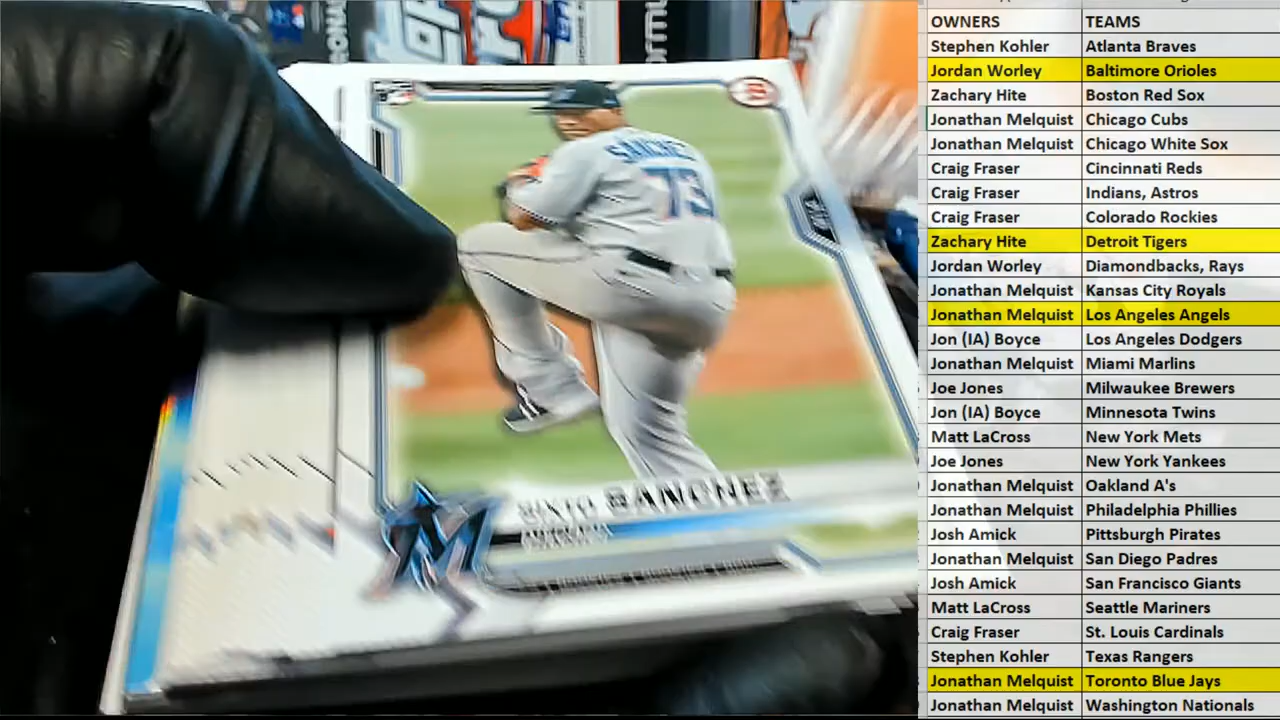 SANCHEZ
73
SIXTO SANCHEZ
OWNERS TEAMS
Stephen Kohler Atlanta Braves
Jordan Worley Baltimore Orioles
Zachary Hite Boston Red Sox
Jonathan Melquist Chicago Cubs
Jonathan Melquist Chicago White Sox
Craig Fraser Cincinnati Reds
Craig Fraser Indians, Astros
Craig Fraser Colorado Rockies
Zachary Hite Detroit Tigers
Jordan Worley Diamondbacks, Rays
Jonathan Melquist Kansas City Royals
Jonathan Melquist Los Angeles Angels
Jon (IA) Boyce Los Angeles Dodgers
Jonathan Melquist Miami Marlins
Joe Jones Milwaukee Brewers
Jon (IA) Boyce Minnesota Twins
Matt LaCross New York Mets
Joe Jones New York Yankees
Jonathan Melquist Oakland A's
Jonathan Melquist Philadelphia Phillies
Josh Amick Pittsburgh Pirates
Jonathan Melquist San Diego Padres
Josh Amick San Francisco Giants
Matt LaCross Seattle Mariners
Craig Fraser St. Louis Cardinals
Stephen Kohler Texas Rangers
Jonathan Melquist Toronto Blue Jays
Jonathan Melquist Washington Nationals